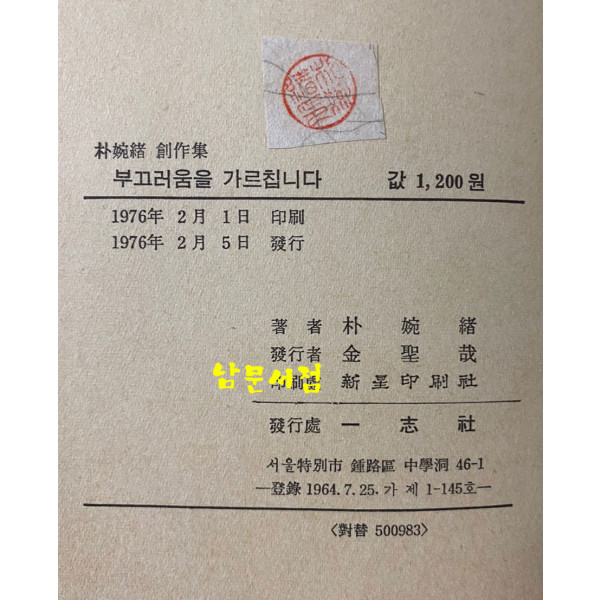 朴婉緖 創作集
부끄러움을 가르칩니다 값 1,200원
1976年 2月 1日 印刷
1976年 2月 5日 發行
著者 朴婉緖
發行者 金聖哉
印刷 新星印刷社
남문서점
發行處 一志社
서울特別市 鍾路區 中學洞 46-1
—登錄 1964.7.25. 가 제 1-145호—
〈對替 500983〉